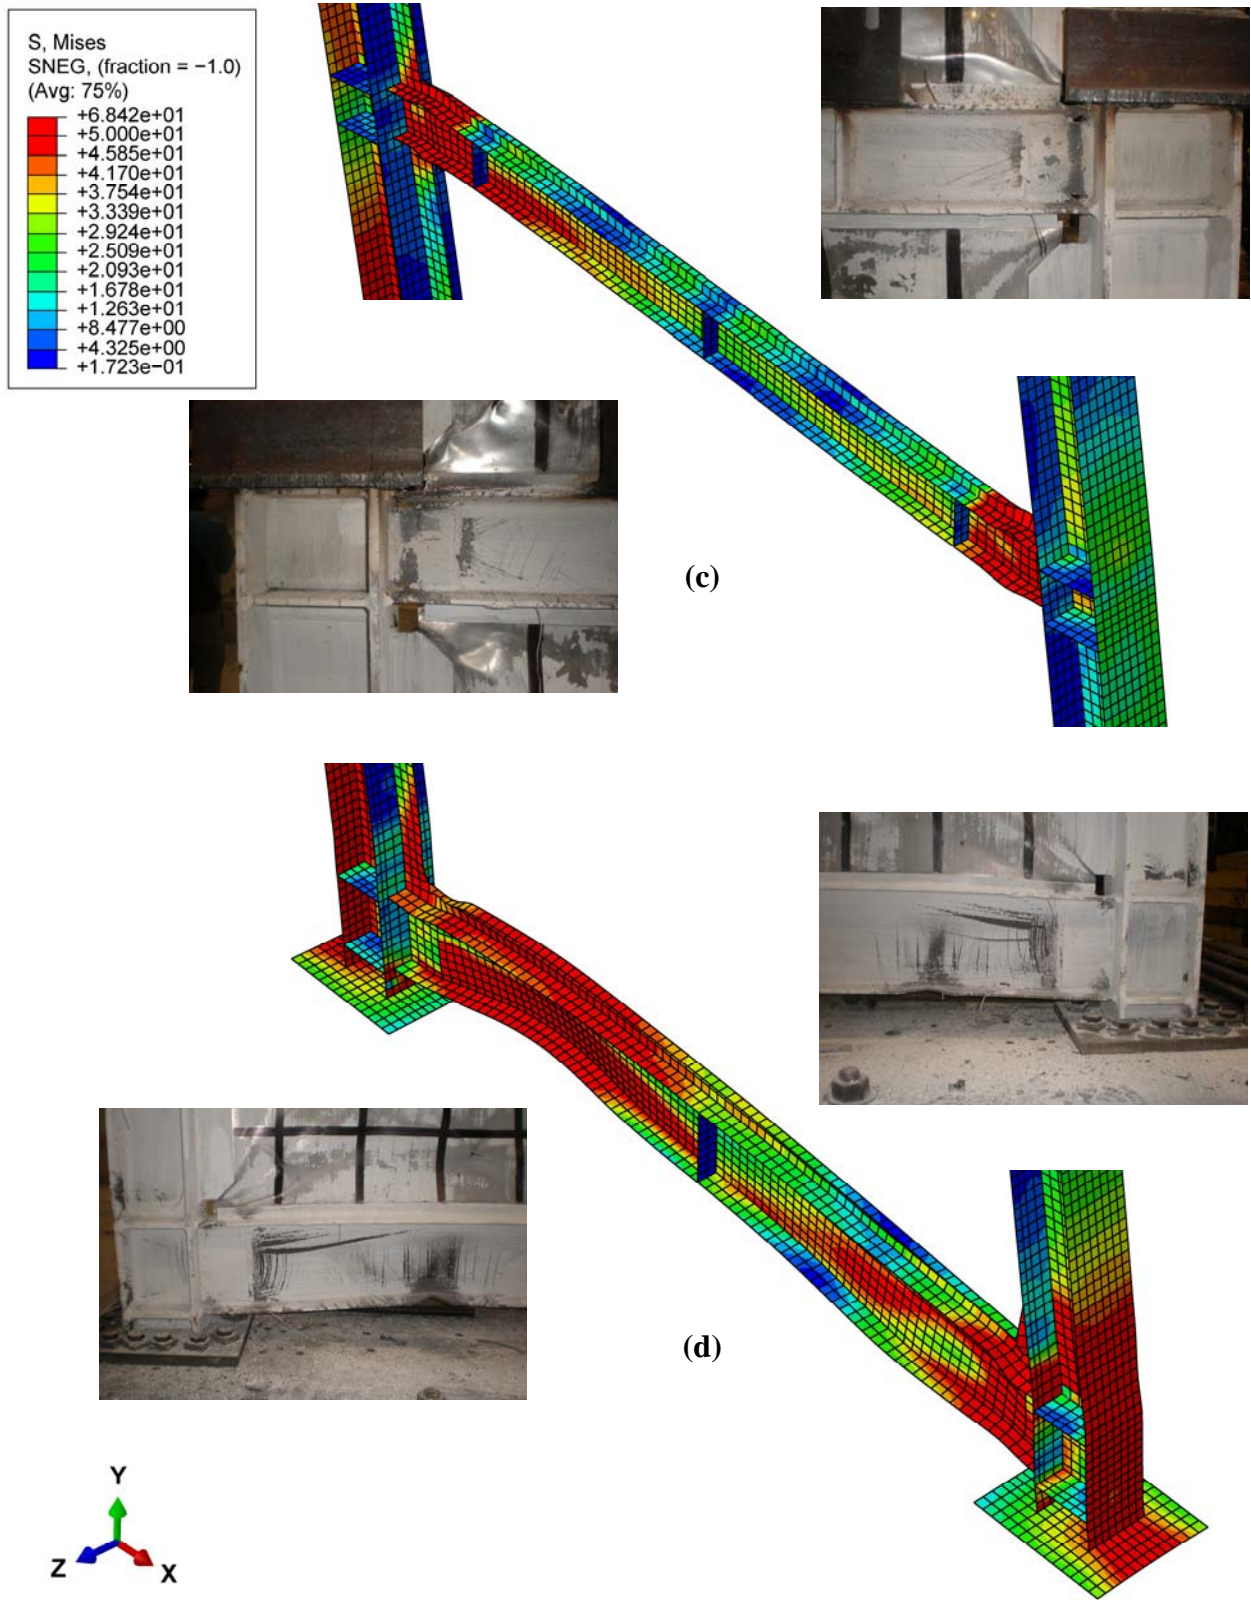 S, Mises
SNEG, (fraction = −1.0)
(Avg: 75%)
+6.842e+01
+5.000e+01
+4.585e+01
+4.170e+01
+3.754e+01
+3.339e+01
+2.924e+01
+2.509e+01
+2.093e+01
+1.678e+01
+1.263e+01
+8.477e+00
+4.325e+00
+1.723e−01
(c)
(d)
Y
Z
X